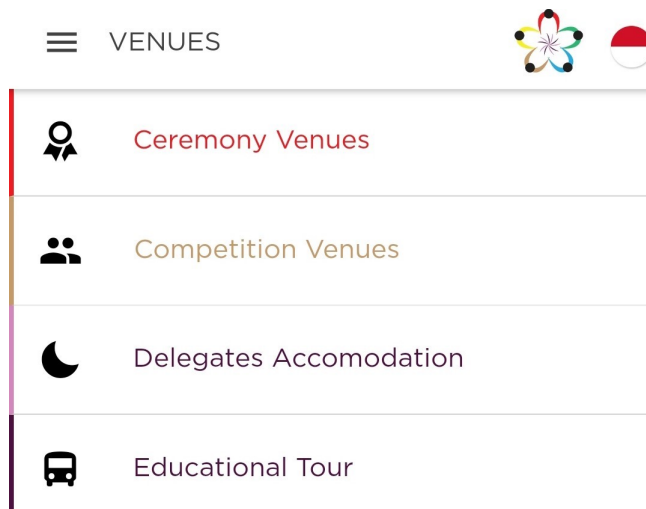 VENUES
Ceremony Venues
Competition Venues
Delegates Accomodation
Educational Tour